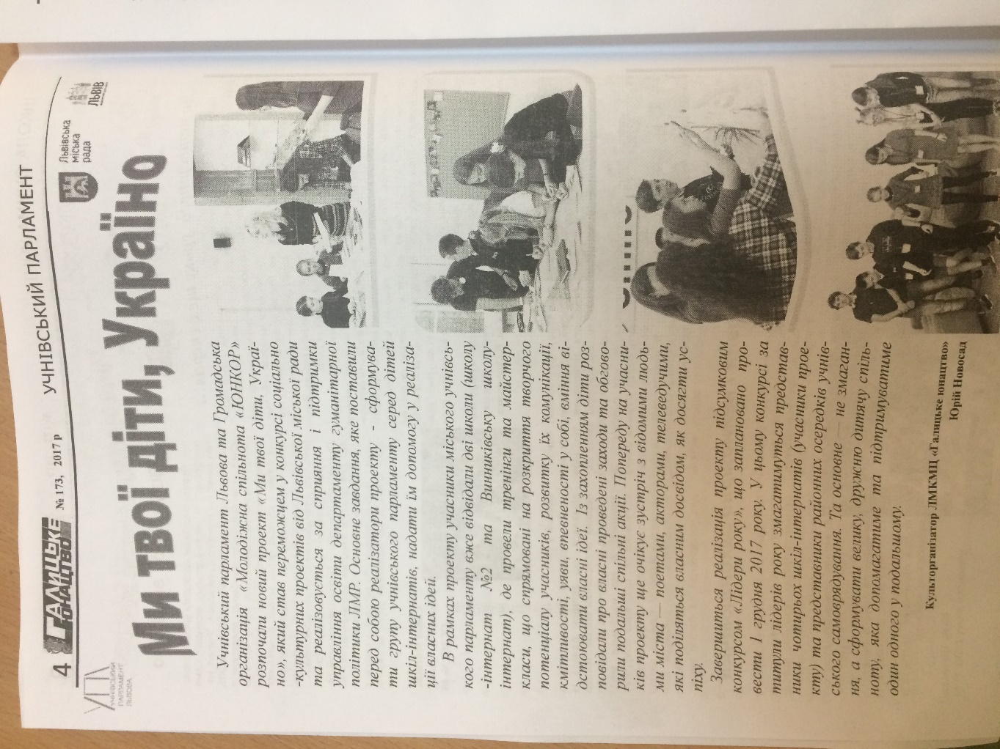 4
ГАЛИЦЬКЕ
ЮНАЦТВО
№ 173, 2017 р
УЧНІВСЬКИЙ ПАРЛАМЕНТ
УПЛ
УЧНІВСЬКИЙ
ПАРЛАМЕНТ
ЛЬВОВА
Львівська
міська
рада
ЛЬВІВ
Ми твої діти, Україно
Учнівський парламент Львова та Громадська
організація «Молодіжна спільнота «ЮНКОР»
розпочали новий проект «Ми твої діти, Украї-
но», який став переможцем у конкурсі соціально
-культурних проектів від Львівської міської ради
та реалізовується за сприяння і підтримки
управління освіти департаменту гуманітарної
політики ЛМР. Основне завдання, яке поставили
перед собою реалізатори проекту - сформува-
ти групу учнівського парламенту серед дітей
шкіл-інтернатів, надати їм допомогу у реаліза-
ції власних ідей.
В рамках проекту учасники міського учнівсь-
кого парламенту вже відвідали дві школи (школу
-інтернат №2 та Винниківську школу-
інтернат), де провели тренінги та майстер-
класи, що спрямовані на розкриття творчого
потенціалу учасників, розвитку їх комунікації,
кмітливості, уяви, впевненості у собі, вміння ві-
дстоювати власні ідеї. Із захопленням діти роз-
повідали про власні проведені заходи та обгово-
рили подальші спільні акції. Попереду на учасни-
ків проекту ще очікує зустріч з відомими людь-
ми міста — поетами, акторами, телеведучими,
які поділяться власним досвідом, як досягти ус-
піху.
Завершиться реалізація проекту підсумковим
конкурсом «Лідери року», що заплановано про-
вести 1 грудня 2017 року. У цьому конкурсі за
титули лідерів року змагатимуться представ-
ники чотирьох шкіл-інтернатів (учасники прое-
кту) та представники районних осередків учнів-
ського самоврядування. Та основне — не змаган-
ня, а сформувати велику, дружню дитячу спіль-
ноту, яка допомагатиме та підтримуватиме
один одного у подальшому.
Культорганізатор ЛМКМЦ «Галицьке юнацтво»
Юрій Новосад